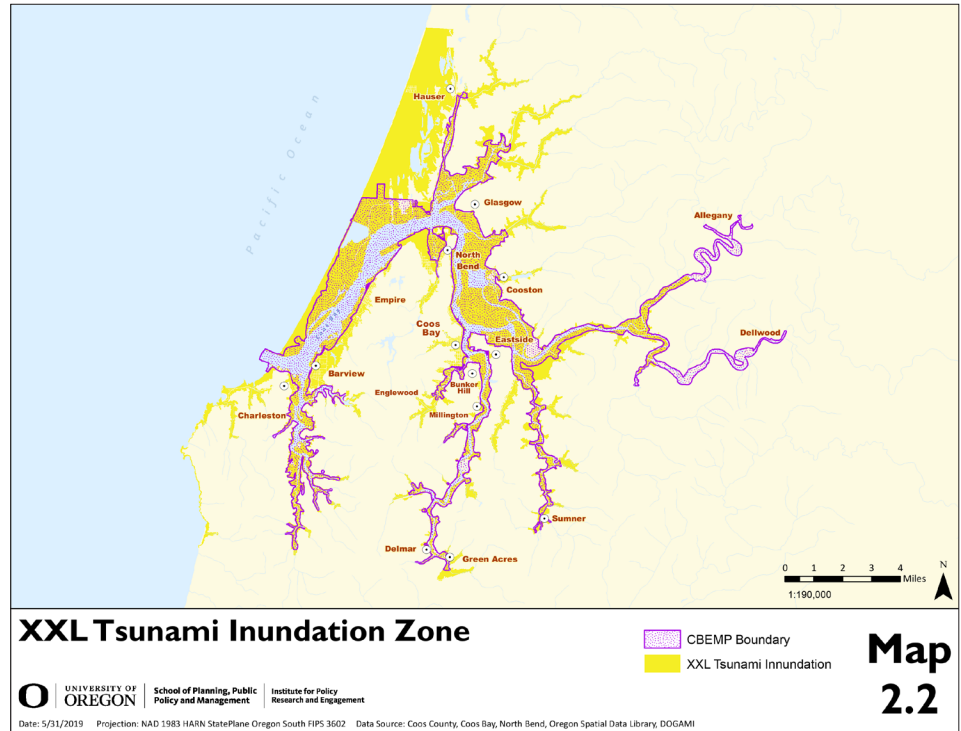 Hauser
Pacific Ocean
Glasgow
Allegany
North
Bend
Cooston
Empire
Coos
Bay
Eastside
Dellwood
Barview
Bunker
Hill
Englewood
Charleston
Millington
Sumner
Delmar
Green Acres
0 1 2 3 4
Miles
1:190,000
N
XXL Tsunami Inundation Zone
CBEMP Boundary
XXL Tsunami Innundation
Map
2.2
UNIVERSITY OF
OREGON
School of Planning, Public
Policy and Management
Institute for Policy
Research and Engagement
Date: 5/31/2019 Projection: NAD 1983 HARN StatePlane Oregon South FIPS 3602 Data Source: Coos County, Coos Bay, North Bend, Oregon Spatial Data Library, DOGAMI